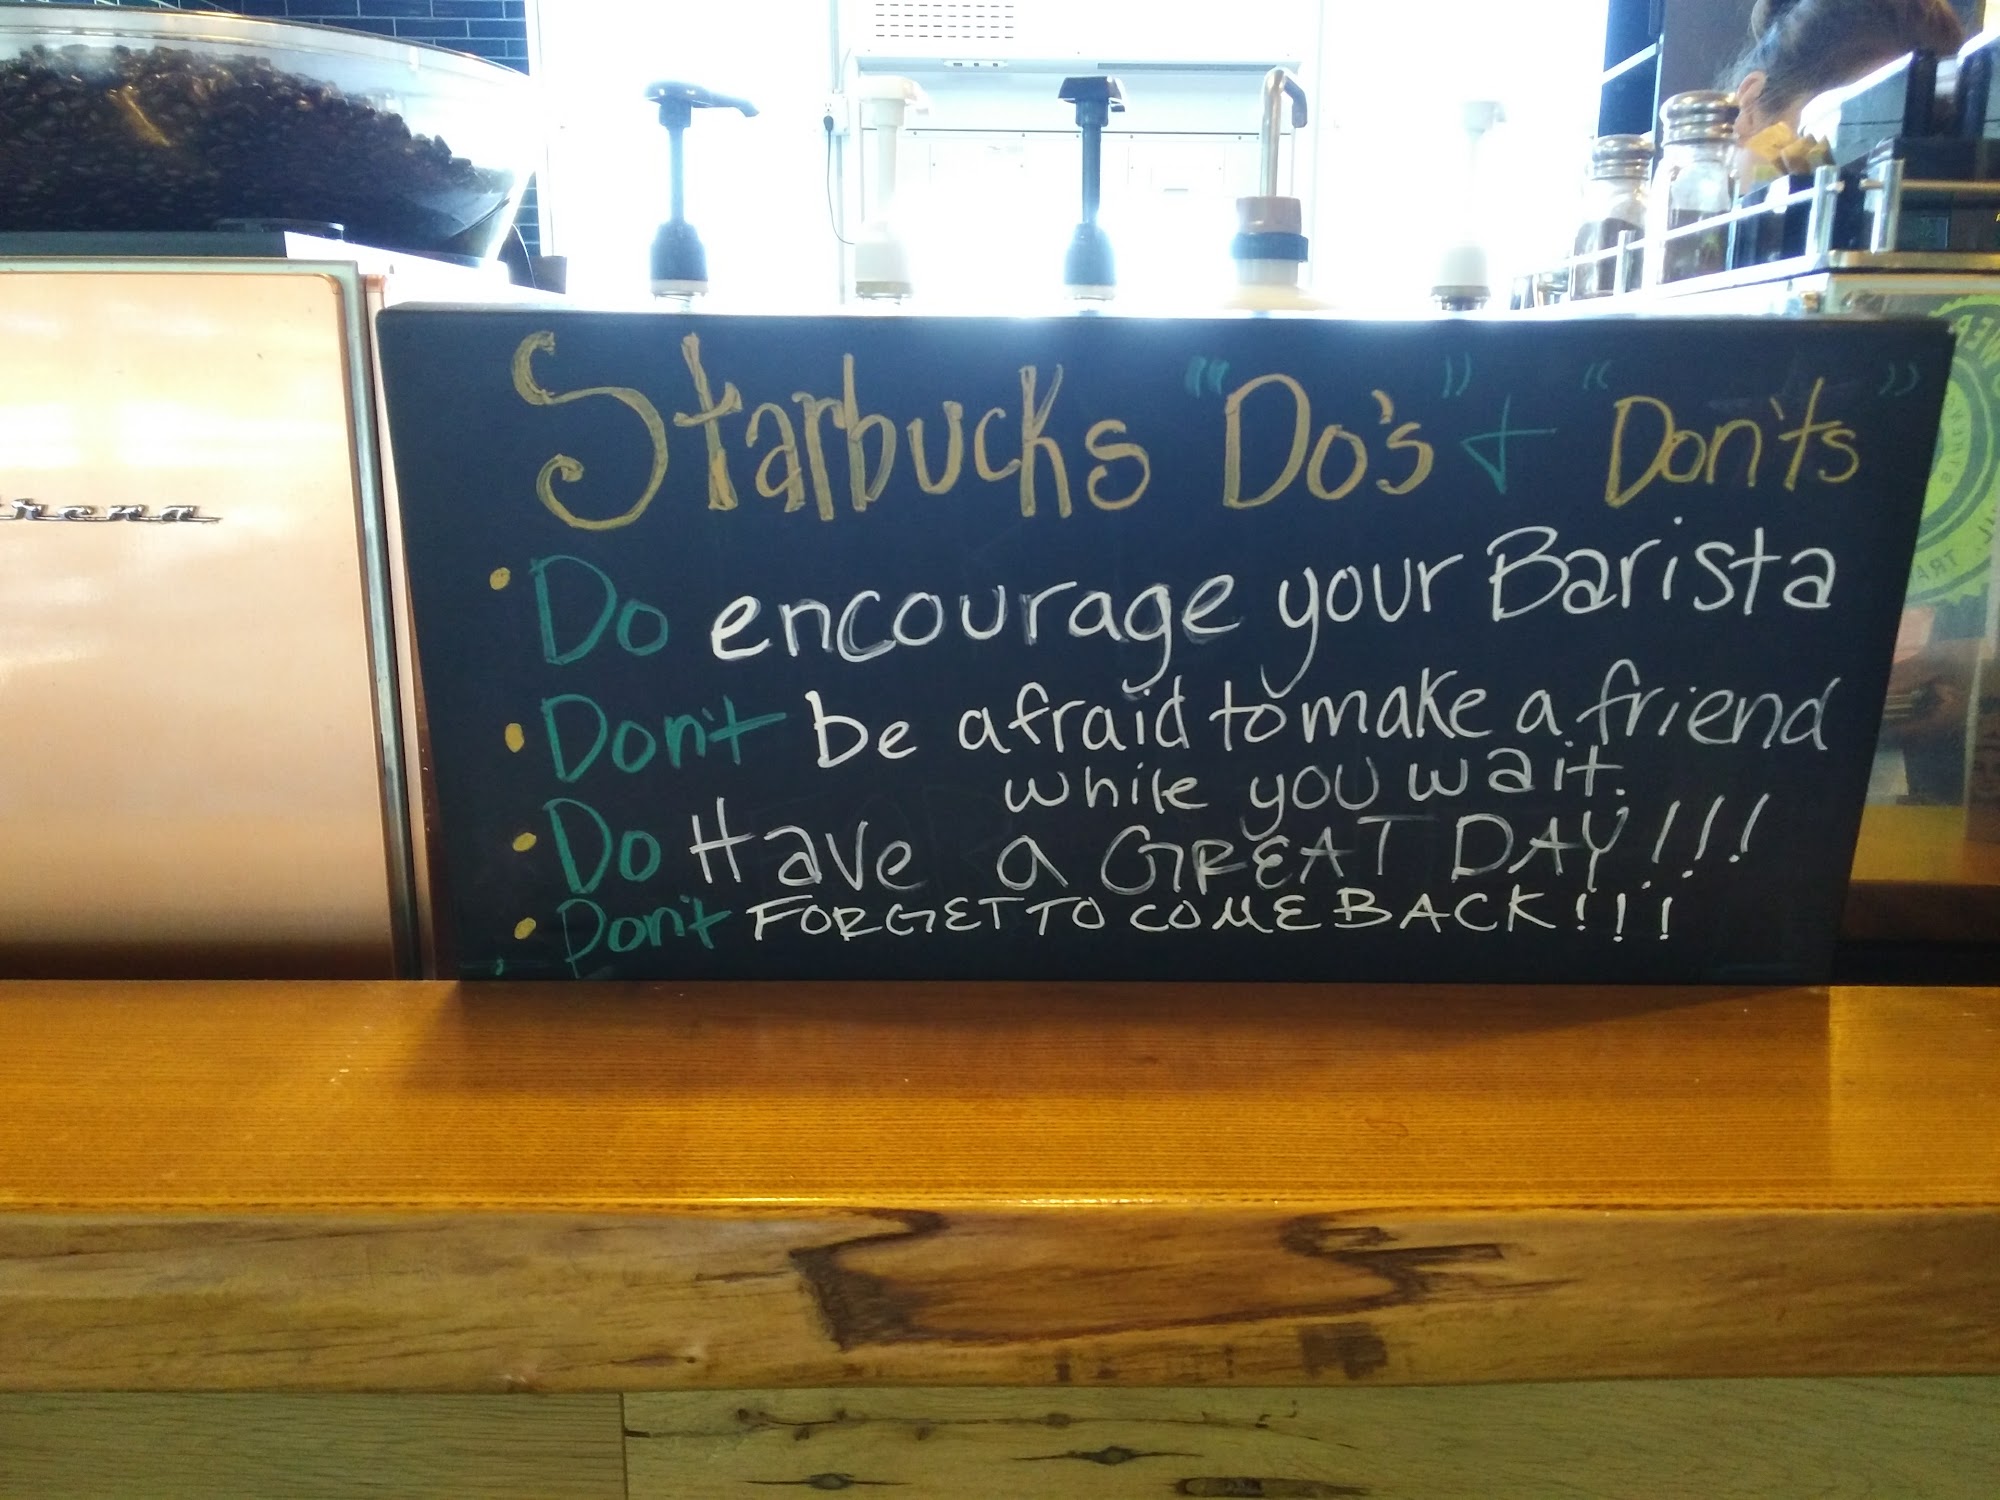 Starbucks "Do's" + "Don'ts"
• Do encourage your Barista
• Don't be afraid to make a friend
while you wait.
• Do Have a GREAT DAY!!!
• Don't FORGET TO COME BACK!!!